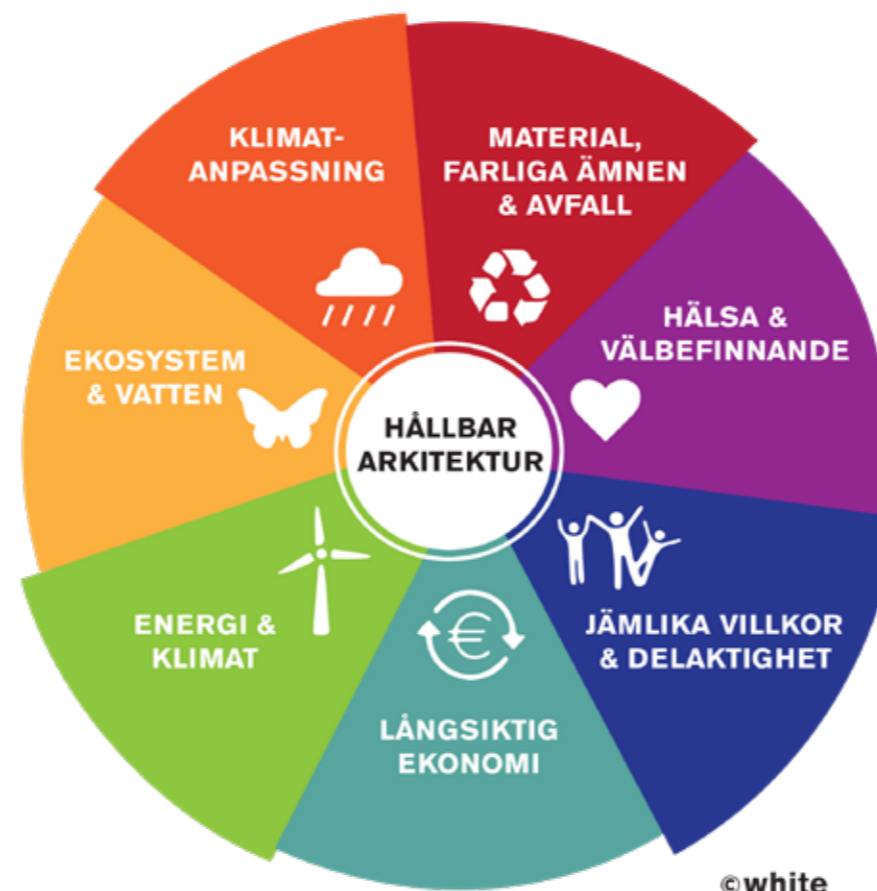 KLIMAT-
ANPASSNING
MATERIAL,
FARLIGA ÄMNEN
& AVFALL
HÄLSA &
VÄLBEFINNANDE
EKOSYSTEM
& VATTEN
HÅLLBAR
ARKITEKTUR
JÄMLIKA VILLKOR
& DELAKTIGHET
ENERGI &
KLIMAT
€
LÅNGSIKTIG
EKONOMI
©white